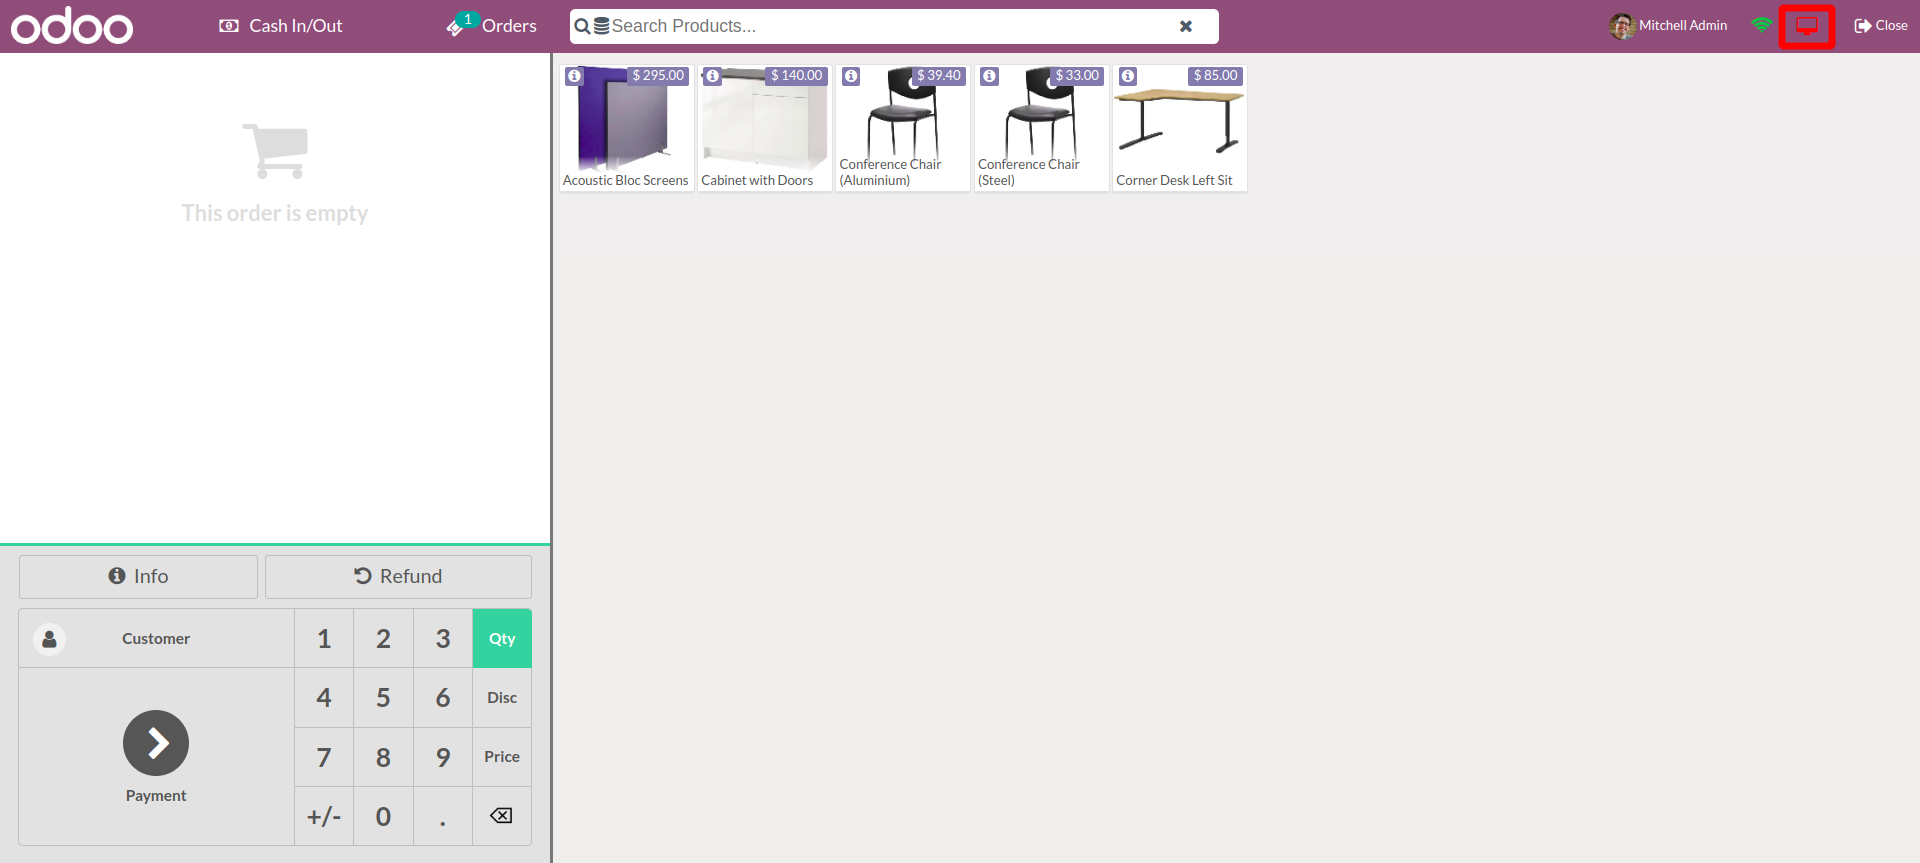 odoo
Cash In/Out
1
Orders
Search Products...
Mitchell Admin
Close
This order is empty
$ 295.00
Acoustic Bloc Screens
$ 140.00
Cabinet with Doors
$ 39.40
Conference Chair
(Aluminium)
$ 33.00
Conference Chair
(Steel)
$ 85.00
Corner Desk Left Sit
Info
Refund
Customer
1
2
3
Qty
4
5
6
Disc
7
8
9
Price
Payment
+/-
0
.